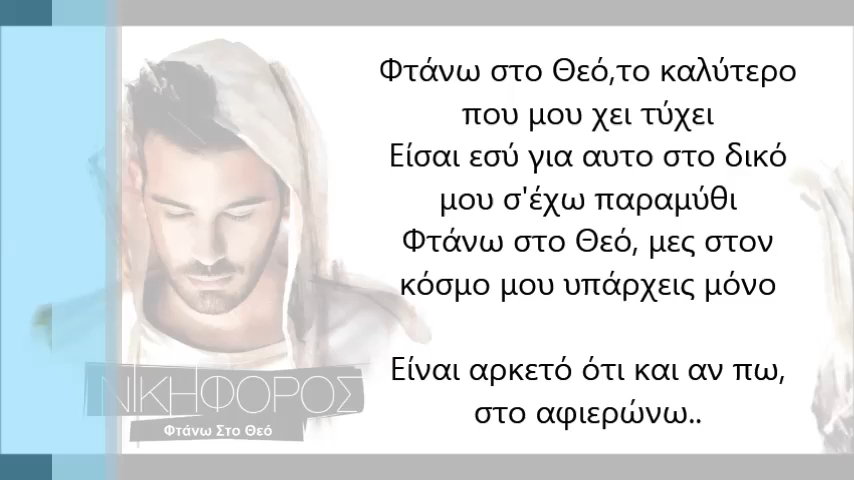 Φτάνω στο Θεό,το καλύτερο
που μου χει τύχει
Είσαι εσύ για αυτο στο δικό
μου σ'έχω παραμύθι
Φτάνω στο Θεό, μες στον
κόσμο μου υπάρχεις μόνο
Είναι αρκετό ότι και αν πω,
στο αφιερώνω..
ΝΙΚΗΦΟΡΟΣ
Φτάνω Στο Θεό